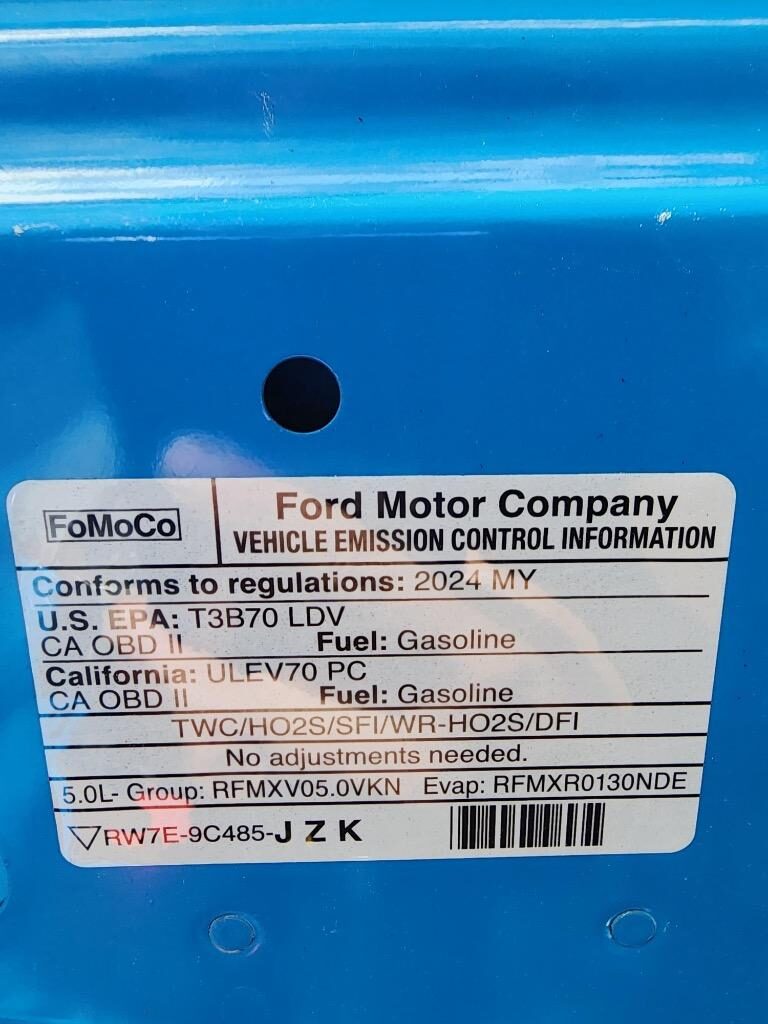 FoMoCo
Ford Motor Company
VEHICLE EMISSION CONTROL INFORMATION
Conforms to regulations: 2024 MY
U.S. EPA: T3B70 LDV
CA OBD II Fuel: Gasoline
California: ULEV70 PC
CA OBD II Fuel: Gasoline
TWC/HO2S/SFI/WR-HO2S/DFI
No adjustments needed.
5.0L- Group: RFMXV05.0VKN Evap: RFMXR0130NDE
RW7E-9C485-J Z K